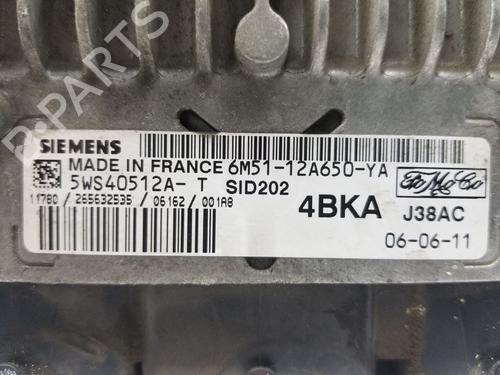 B-PARTS
SIEMENS
MADE IN FRANCE 6M51-12A650-YA
5WS40512A- T SID202
11780 / 265632535 / 06162 / 001A8
4BKA J38AC
FoMoCo
06-06-11